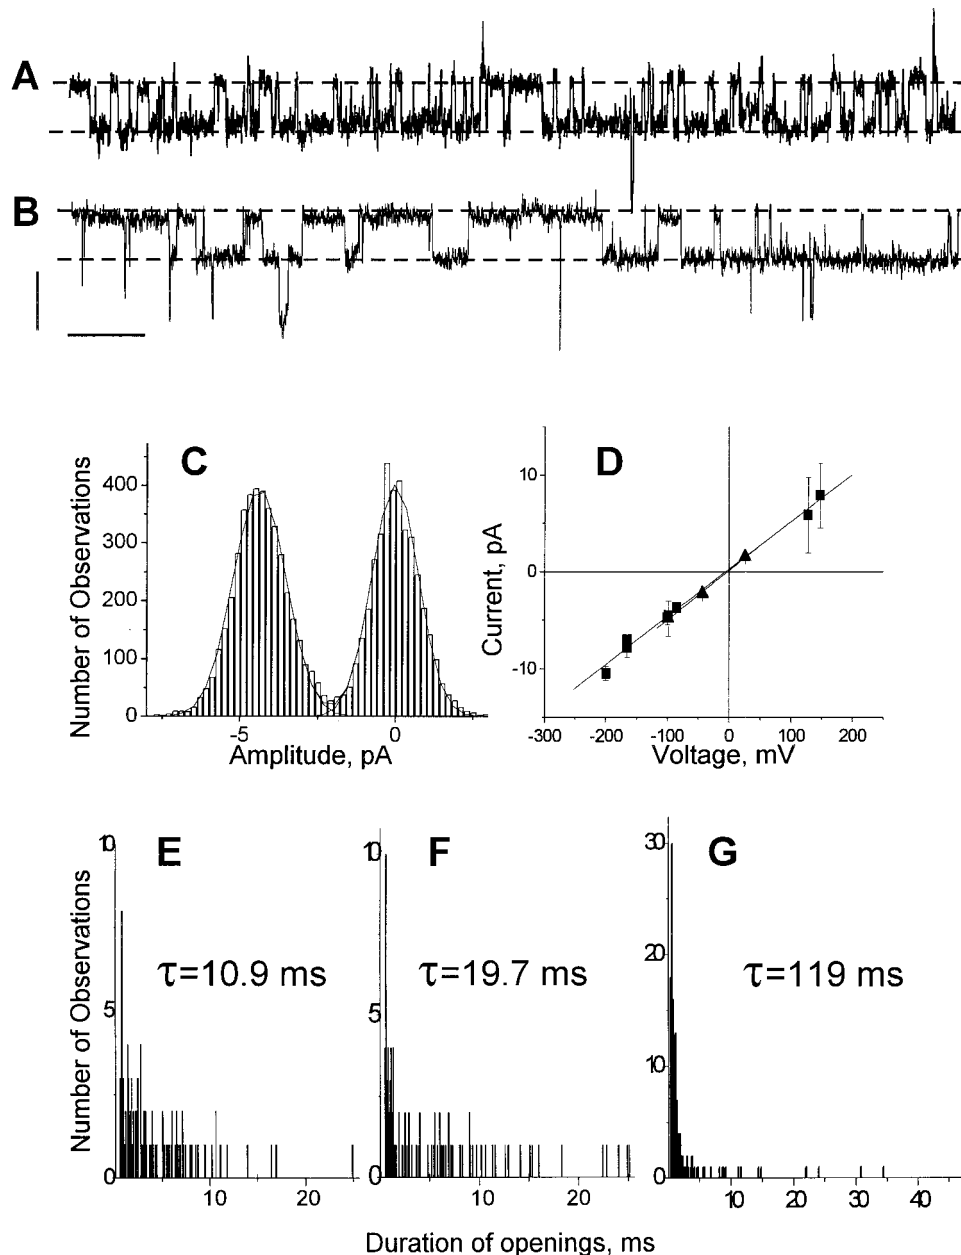 A
B
C
Number of Observations
400
300
200
100
0
-5
0
Amplitude, pA
D
Current, pA
10
0
-10
-300
-200
-100
0
100
200
Voltage, mV
E
Number of Observations
10
5
0
τ=10.9 ms
10
20
F
10
5
0
τ=19.7 ms
10
20
G
30
20
10
0
τ=119 ms
10
20
30
40
Duration of openings, ms